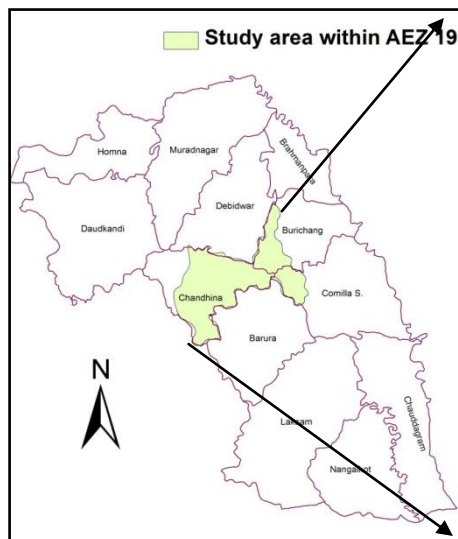 Study area within AEZ 19
Homna
Muradnagar
Brahmanpara
Debidwar
Daudkandi
Burichang
Chandhina
Comilla S.
Barura
N
Laksam
Chauddagram
Nangalkot